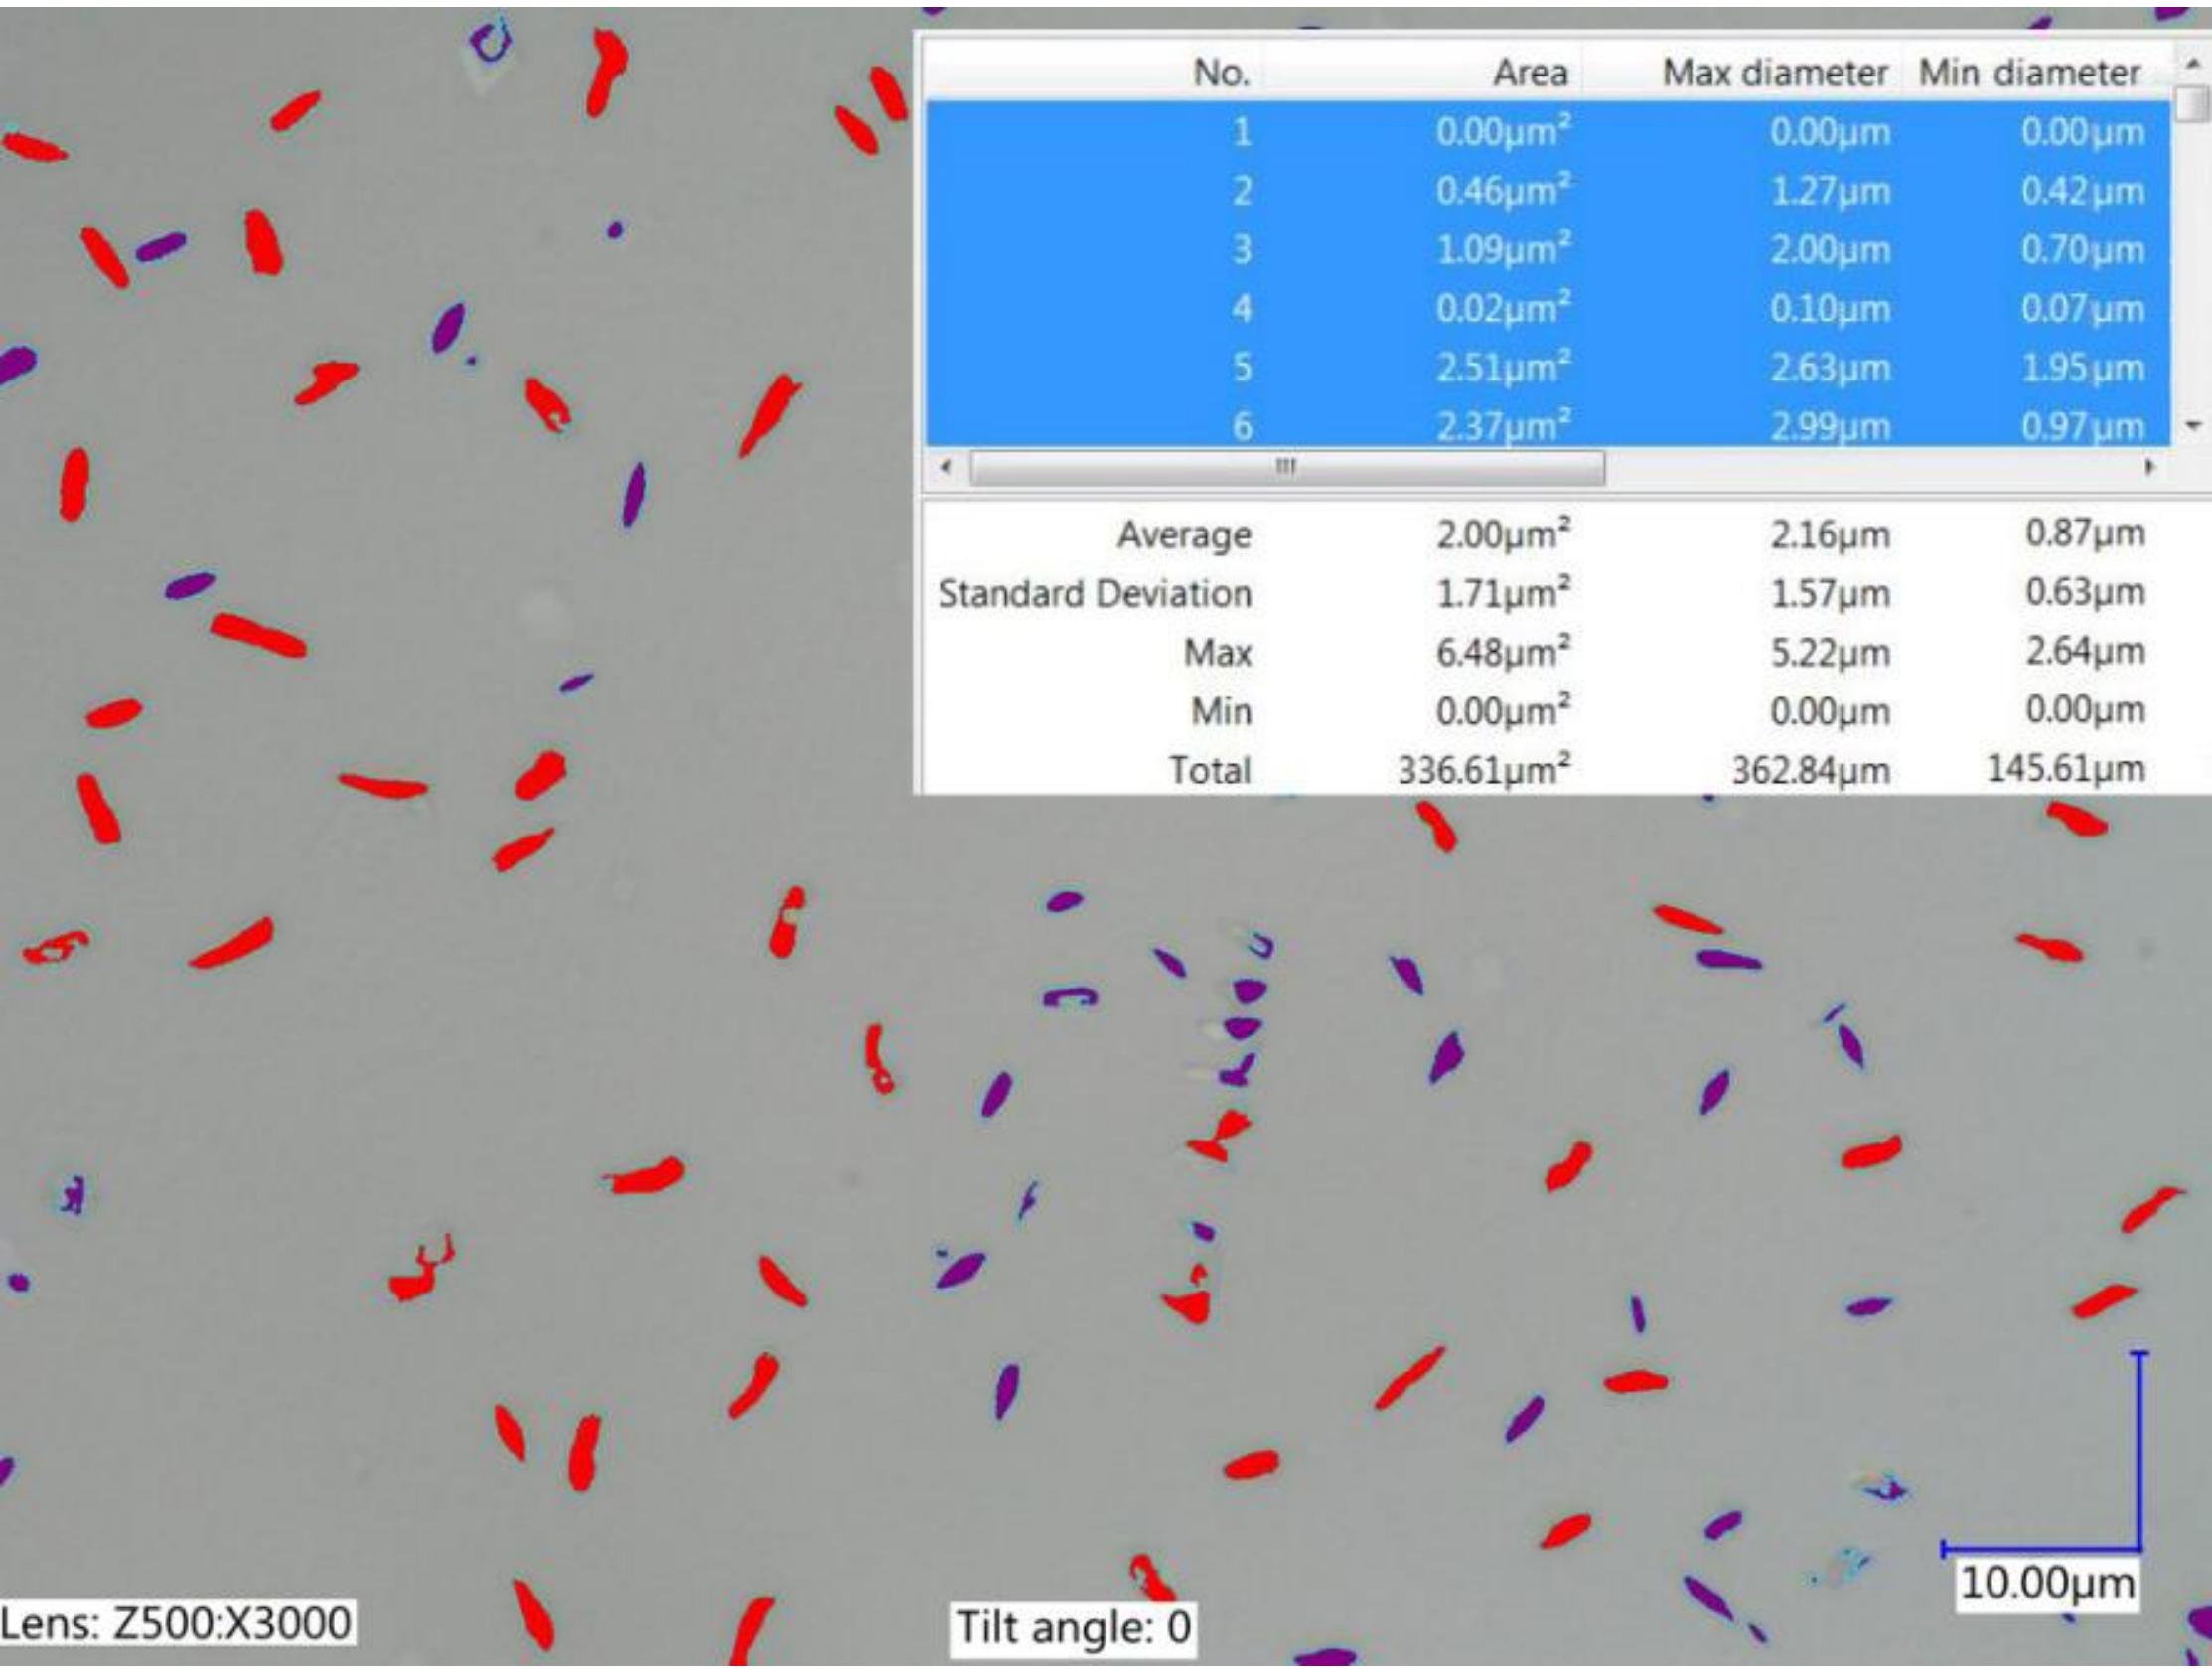 No. Area Max diameter Min diameter
1 0.00µm² 0.00µm 0.00µm
2 0.46µm² 1.27µm 0.42µm
3 1.09µm² 2.00µm 0.70µm
4 0.02µm² 0.10µm 0.07µm
5 2.51µm² 2.63µm 1.95µm
6 2.37µm² 2.99µm 0.97µm
Average 2.00µm² 2.16µm 0.87µm
Standard Deviation 1.71µm² 1.57µm 0.63µm
Max 6.48µm² 5.22µm 2.64µm
Min 0.00µm² 0.00µm 0.00µm
Total 336.61µm² 362.84µm 145.61µm
10.00µm
Lens: Z500:X3000
Tilt angle: 0